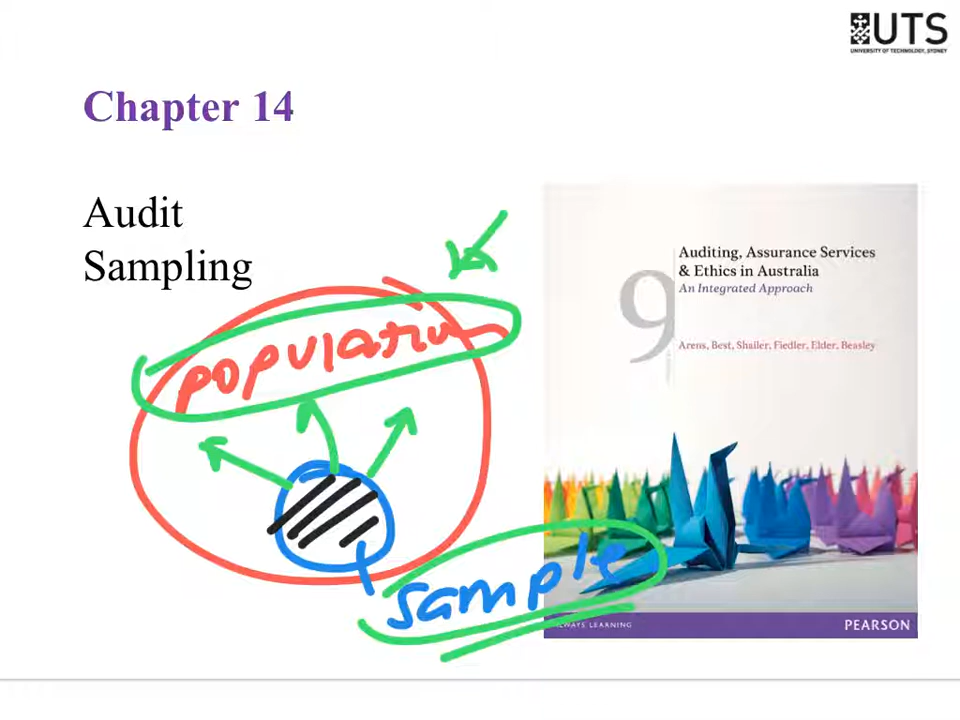 UTS
UNIVERSITY OF TECHNOLOGY, SYDNEY
Chapter 14
Audit
Sampling
population
sample
9
Auditing, Assurance Services
& Ethics in Australia
An Integrated Approach
Arens, Best, Shailer, Fiedler, Elder, Beasley
ALWAYS LEARNING
PEARSON